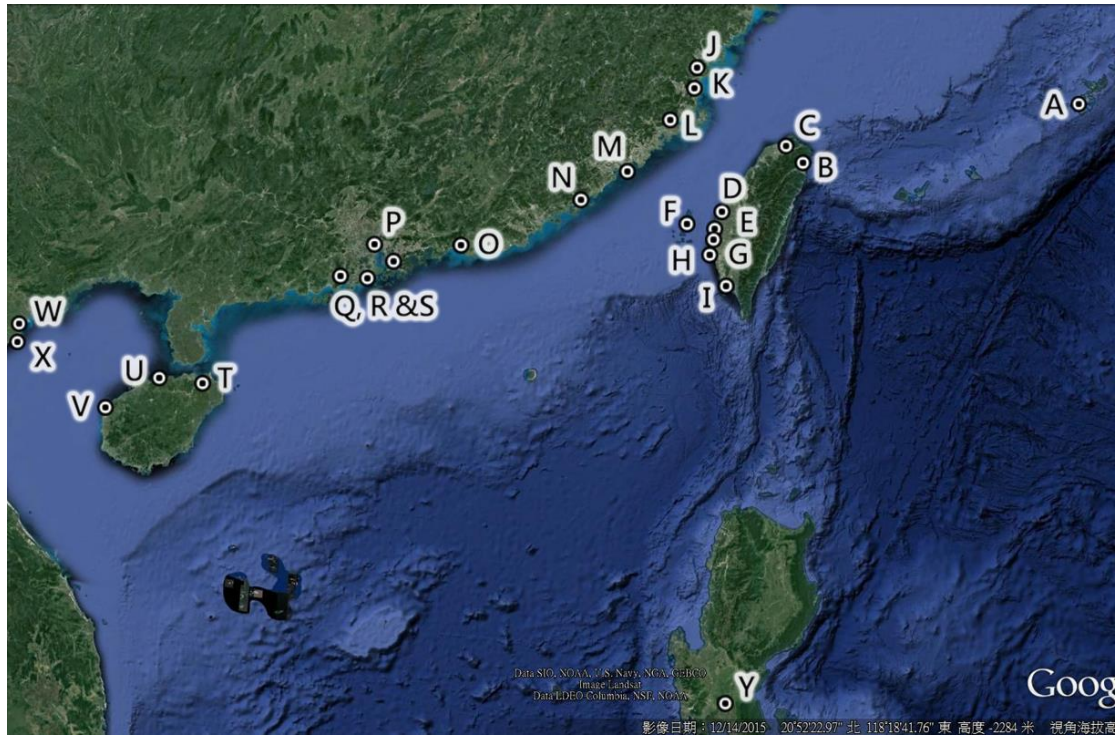 J
K
A
L
C
M
B
N
D
F
E
P
O
G
H
Q, R & S
I
W
X
U
T
V
Data SIO, NOAA, U.S. Navy, NGA, GEBCO
Image Landsat
Data LDEO-Columbia, NSF, NOAA
Y
Goog
影像日期：12/14/2015 20°52'22.97" 北 118°18'41.76" 東 高度 -2284 米 視角海拔高